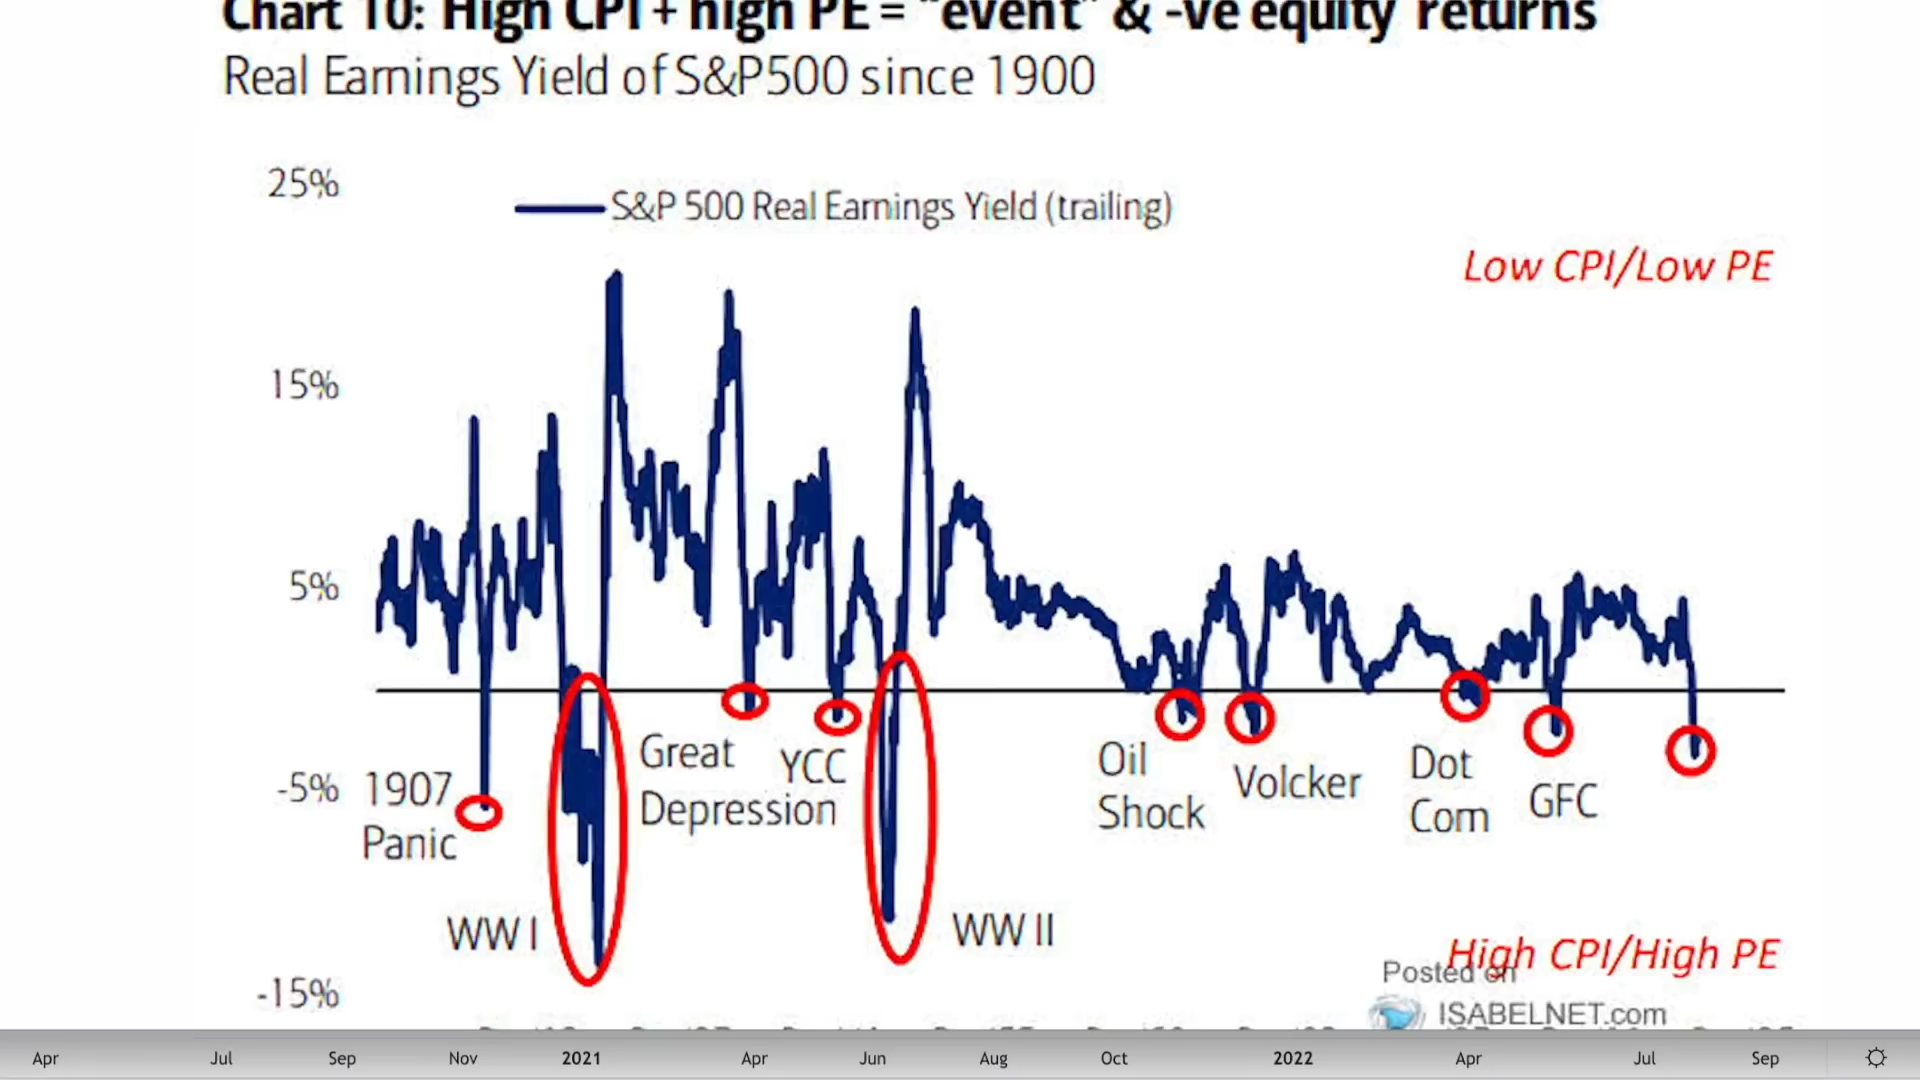 Chart 10: High CPI + high PE = "event" & -ve equity returns
Real Earnings Yield of S&P500 since 1900
25%
S&P 500 Real Earnings Yield (trailing)
Low CPI/Low PE
15%
5%
-5%
1907
Panic
Great
Depression
YCC
Oil
Shock
Volcker
Dot
Com
GFC
WW I
WW II
High CPI/High PE
-15%
Posted on
ISABELNET.com
Apr Jul Sep Nov 2021 Apr Jun Aug Oct 2022 Apr Jul Sep